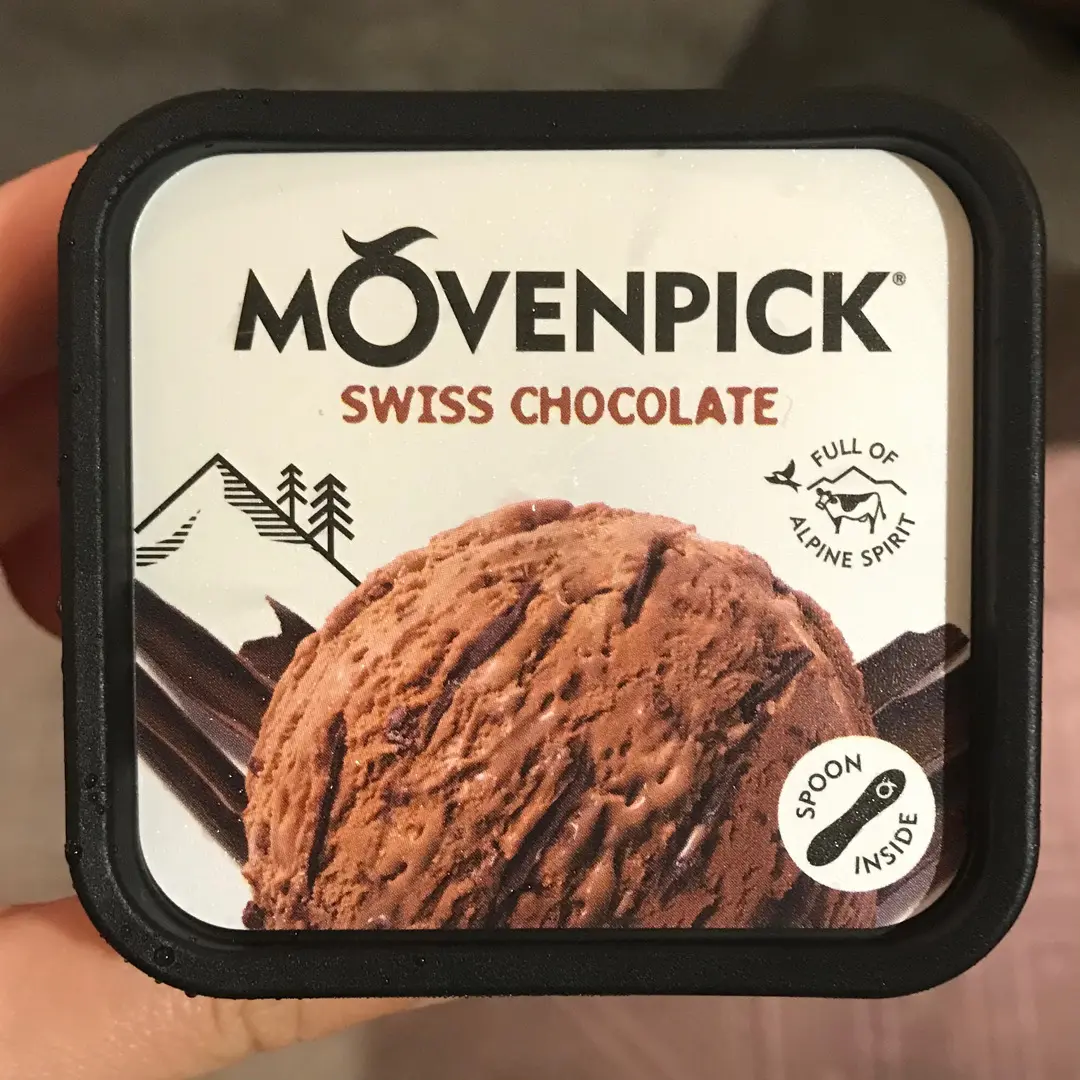 MÖVENPICK®
SWISS CHOCOLATE
FULL OF
ALPINE SPIRIT
SPOON
INSIDE